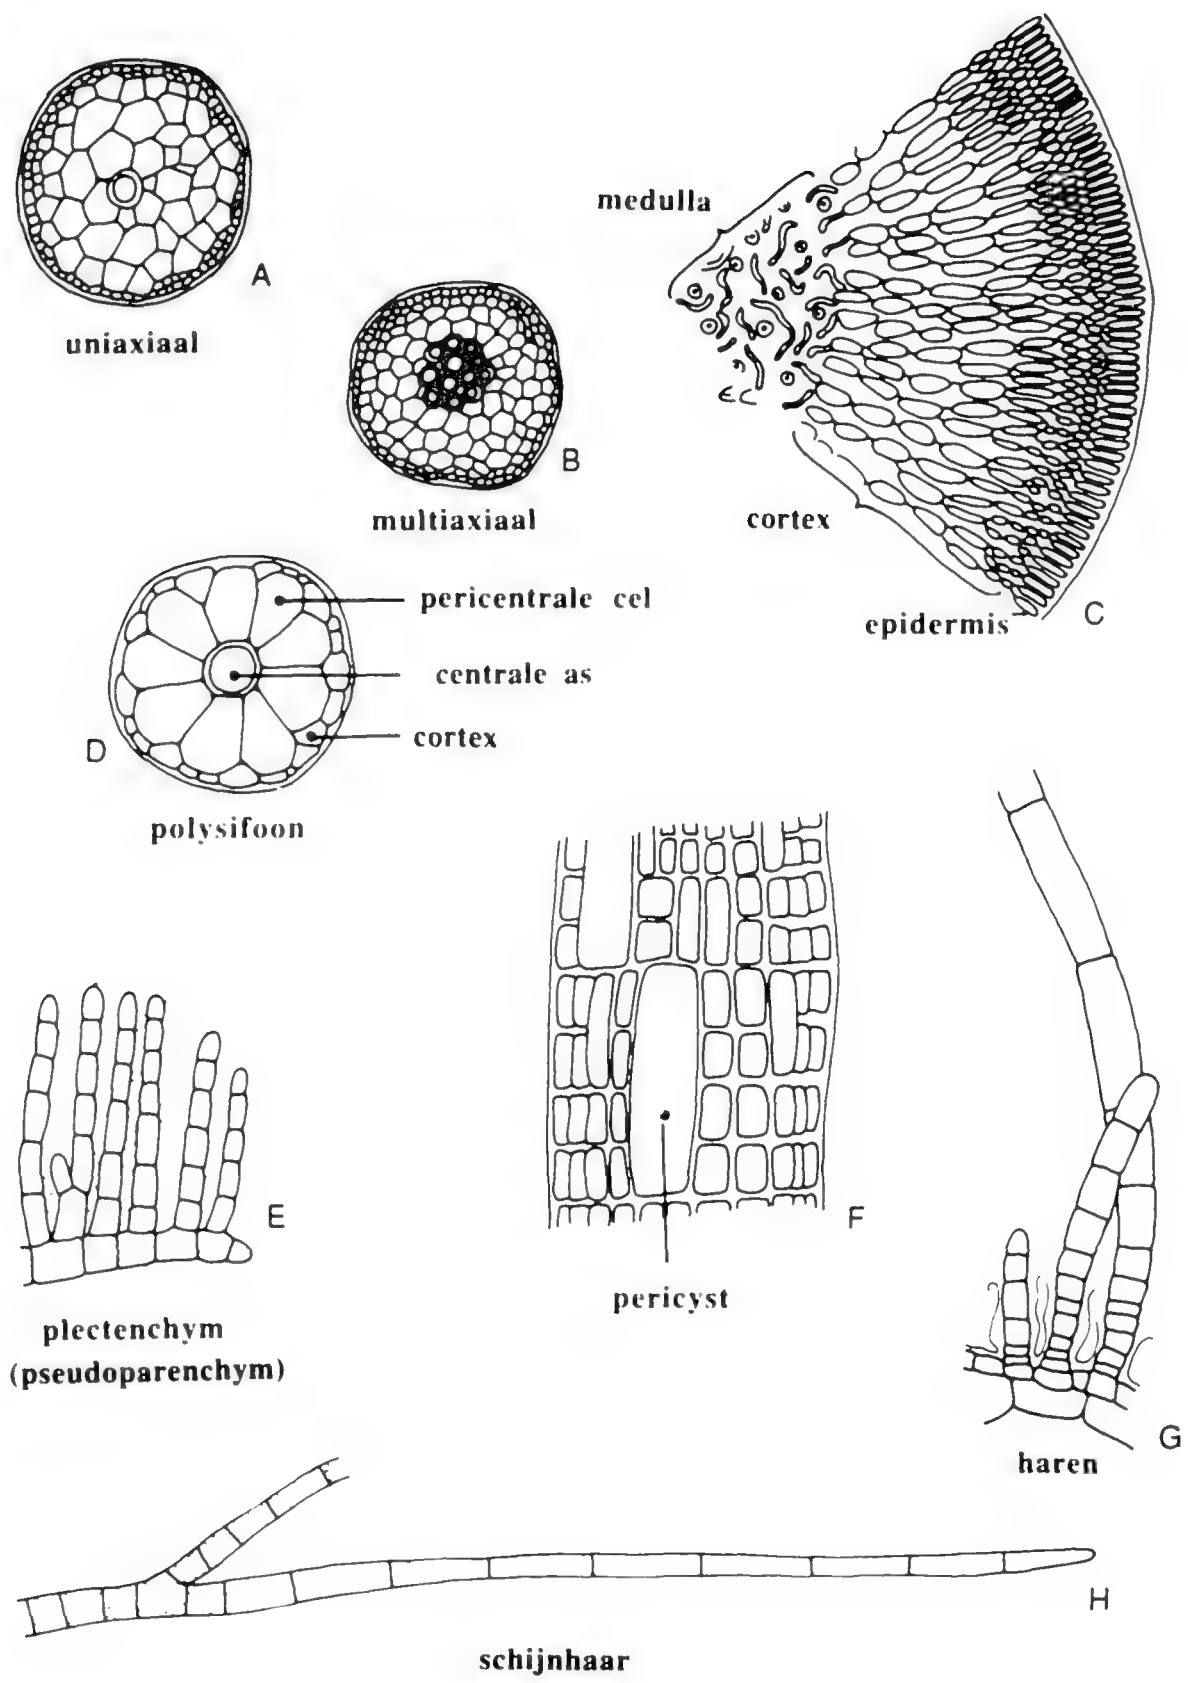 A
uniaxiaal
medulla
B
multiaxiaal
cortex
epidermis
C
pericentrale cel
centrale as
cortex
D
polysifoon
E
plectenchym
(pseudoparenchym)
F
pericyst
G
haren
H
schijnhaar